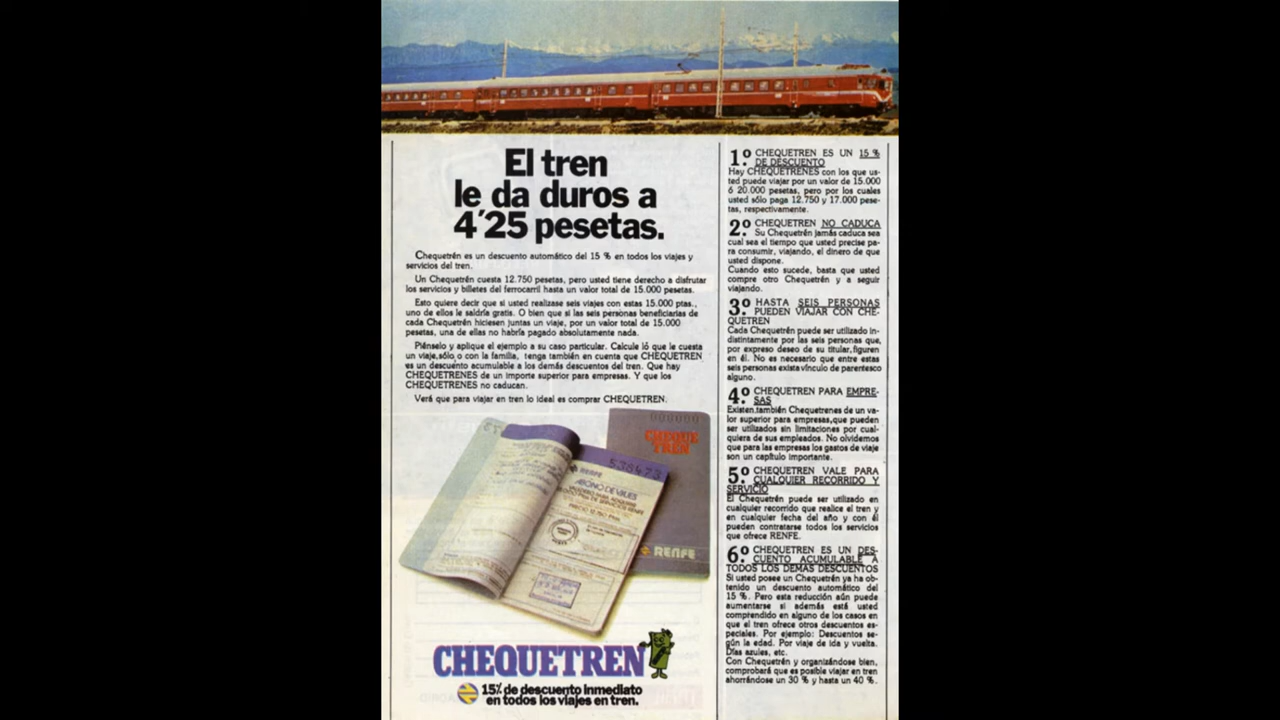 El tren
le da duros a
4'25 pesetas.
Chequetrén es un descuento automático del 15 % en todos los viajes y
servicios del tren.
Un Chequetrén cuesta 12.750 pesetas, pero usted tiene derecho a disfrutar
los servicios y billetes del ferrocarril hasta un valor total de 15.000 pesetas.
Esto quiere decir que si usted realizase seis viajes con estas 15.000 ptas.,
uno de ellos le saldría gratis. O bien que si las seis personas beneficiarias de
cada Chequetrén hiciesen juntas un viaje, por un valor total de 15.000
pesetas, una de ellas no habría pagado absolutamente nada.
Piénselo y aplique el ejemplo a su caso particular. Calcule lo que le cuesta
un viaje, sólo o con la familia, tenga también en cuenta que CHEQUETREN
es un descuento acumulable a los demás descuentos del tren. Que hay
CHEQUETRENES de un importe superior para empresas. Y que los
CHEQUETRENES no caducan.
Verá que para viajar en tren lo ideal es comprar CHEQUETREN.
CHEQUE
TREN
RENFE
538473
RENFE
ABONO DE VIAJES
CHEQUETREN
15% de descuento inmediato
en todos los viajes en tren.
1.º CHEQUETREN ES UN 15 %
DE DESCUENTO
Hay CHEQUETRENES con los que us-
ted puede viajar por un valor de 15.000
ó 20.000 pesetas, pero por los cuales
usted sólo paga 12.750 y 17.000 pese-
tas, respectivamente.
2.º CHEQUETREN NO CADUCA
Su Chequetrén jamás caduca sea
cual sea el tiempo que usted precise pa-
ra consumir, viajando, el dinero de que
usted dispone.
Cuando esto sucede, basta que usted
compre otro Chequetrén y a seguir
viajando.
3.º HASTA SEIS PERSONAS
PUEDEN VIAJAR CON CHE-
QUETREN
Cada Chequetrén puede ser utilizado in-
distintamente por las seis personas que,
por expreso deseo de su titular, figuren
en él. No es necesario que entre estas
seis personas exista vínculo de parentesco
alguno.
4.º CHEQUETREN PARA EMPRE-
SAS
Existen también Chequetrenes de un va-
lor superior para empresas, que pueden
ser utilizados sin limitaciones por cual-
quiera de sus empleados. No olvidemos
que para las empresas los gastos de viaje
son un capítulo importante.
5.º CHEQUETREN VALE PARA
CUALQUIER RECORRIDO Y
SERVICIO
El Chequetrén puede ser utilizado en
cualquier recorrido que realice el tren y
en cualquier fecha del año y con él
pueden contratarse todos los servicios
que ofrece RENFE.
6.º CHEQUETREN ES UN DES-
CUENTO ACUMULABLE A
TODOS LOS DEMAS DESCUENTOS
Si usted posee un Chequetrén ya ha ob-
tenido un descuento automático del
15 %. Pero esta reducción aún puede
aumentarse si además está usted
comprendido en alguno de los casos en
que el tren ofrece otros descuentos es-
peciales. Por ejemplo: Descuentos se-
gún la edad. Por viaje de ida y vuelta.
Días azules, etc.
Con Chequetrén y organizándose bien,
comprobará que es posible viajar en tren
ahorrándose un 30 % y hasta un 40 %.